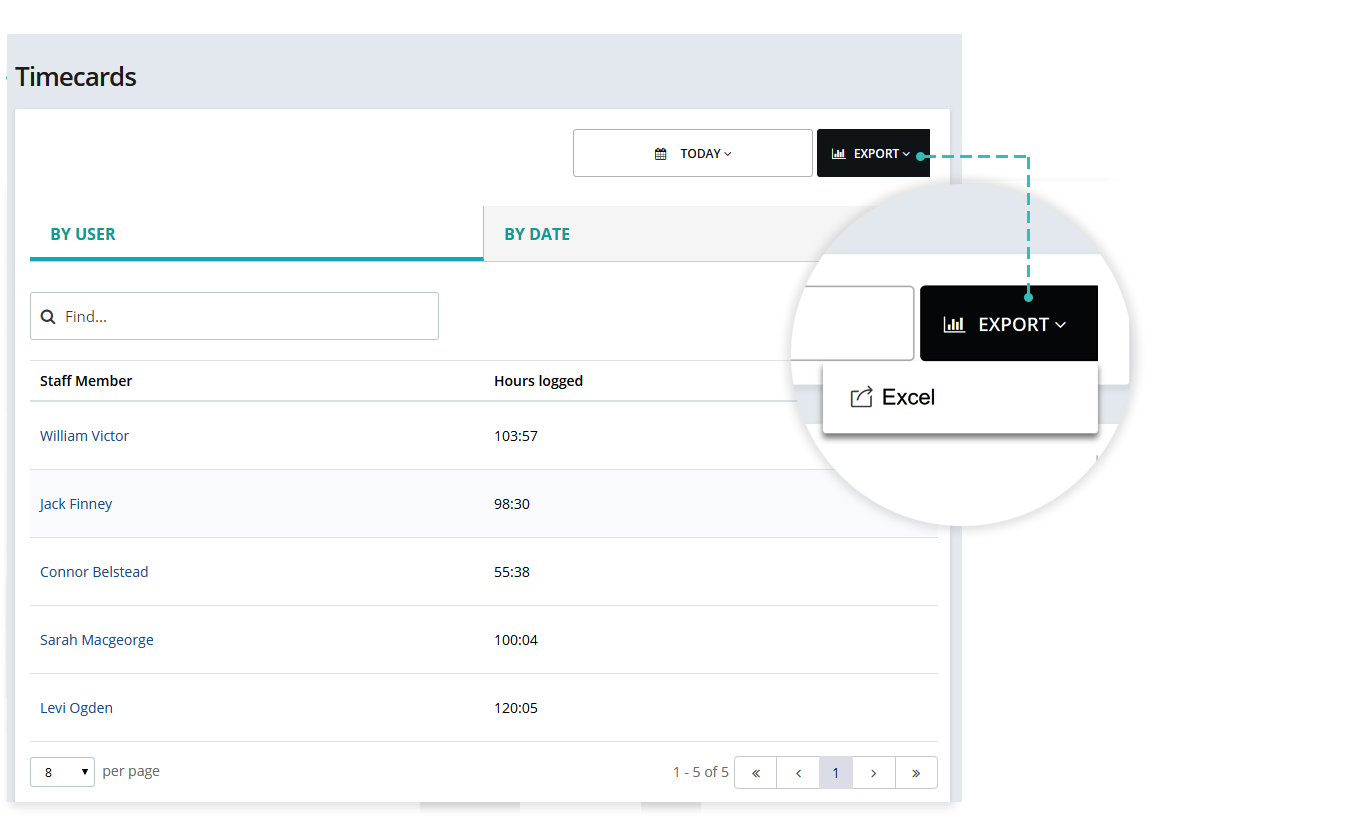 Timecards
TODAY EXPORT
BY USER BY DATE
Find...
EXPORT
Excel
Staff Member Hours logged
William Victor 103:57
Jack Finney 98:30
Connor Belstead 55:38
Sarah Macgeorge 100:04
Levi Ogden 120:05
8 per page 1 - 5 of 5 « ‹ 1 › »